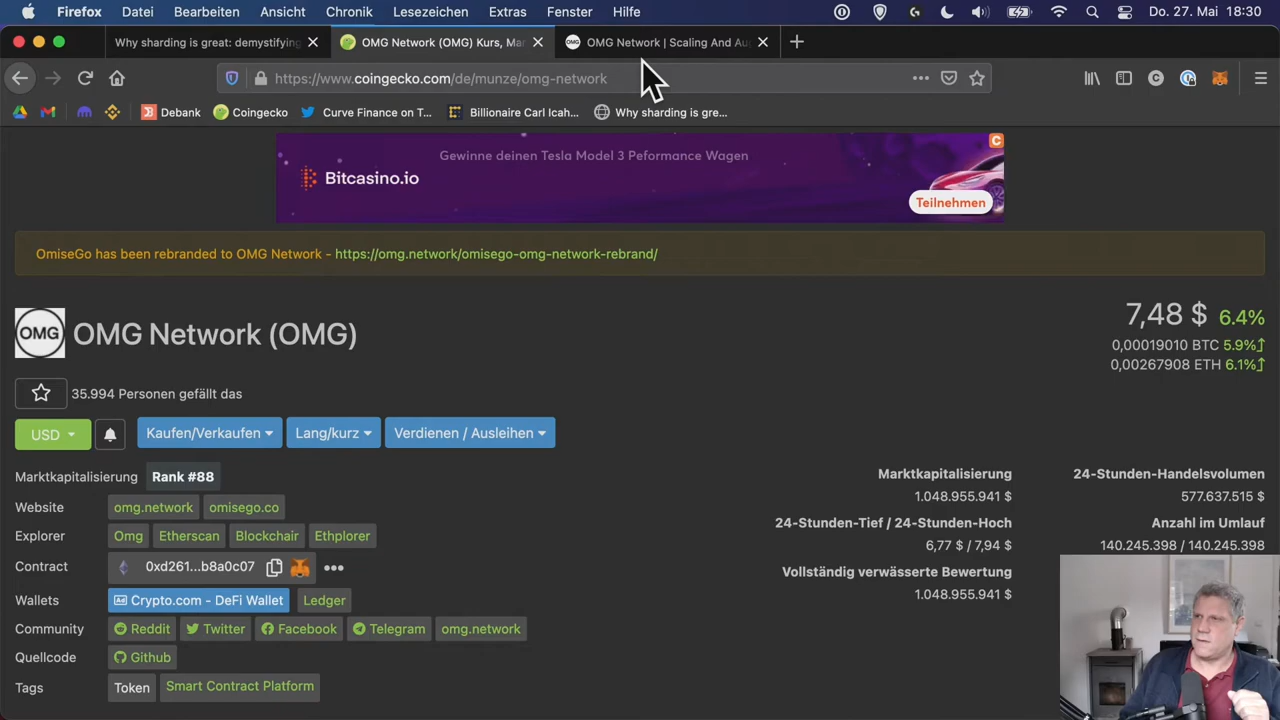 Firefox Datei Bearbeiten Ansicht Chronik Lesezeichen Extras Fenster Hilfe Do. 27. Mai 18:30
Why sharding is great: demystifying
OMG Network (OMG) Kurs, Mar
OMG Network | Scaling And Au
https://www.coingecko.com/de/munze/omg-network
Debank Coingecko Curve Finance on T... Billionaire Carl Icah... Why sharding is gre...
Gewinne deinen Tesla Model 3 Peformance Wagen
Bitcasino.io
Teilnehmen
OmiseGo has been rebranded to OMG Network - https://omg.network/omisego-omg-network-rebrand/
OMG
OMG Network (OMG)
7,48 $ 6.4%
0,00019010 BTC 5.9%
0,00267908 ETH 6.1%
35.994 Personen gefällt das
USD
Kaufen/Verkaufen Lang/kurz Verdienen / Ausleihen
Marktkapitalisierung Rank #88
Website omg.network omisego.co
Explorer Omg Etherscan Blockchair Ethplorer
Contract 0xd261...b8a0c07
Wallets Ad Crypto.com - DeFi Wallet Ledger
Community Reddit Twitter Facebook Telegram omg.network
Quellcode Github
Tags Token Smart Contract Platform
Marktkapitalisierung
1.048.955.941 $
24-Stunden-Tief / 24-Stunden-Hoch
6,77 $ / 7,94 $
Vollständig verwässerte Bewertung
1.048.955.941 $
24-Stunden-Handelsvolumen
577.637.515 $
Anzahl im Umlauf
140.245.398 / 140.245.398